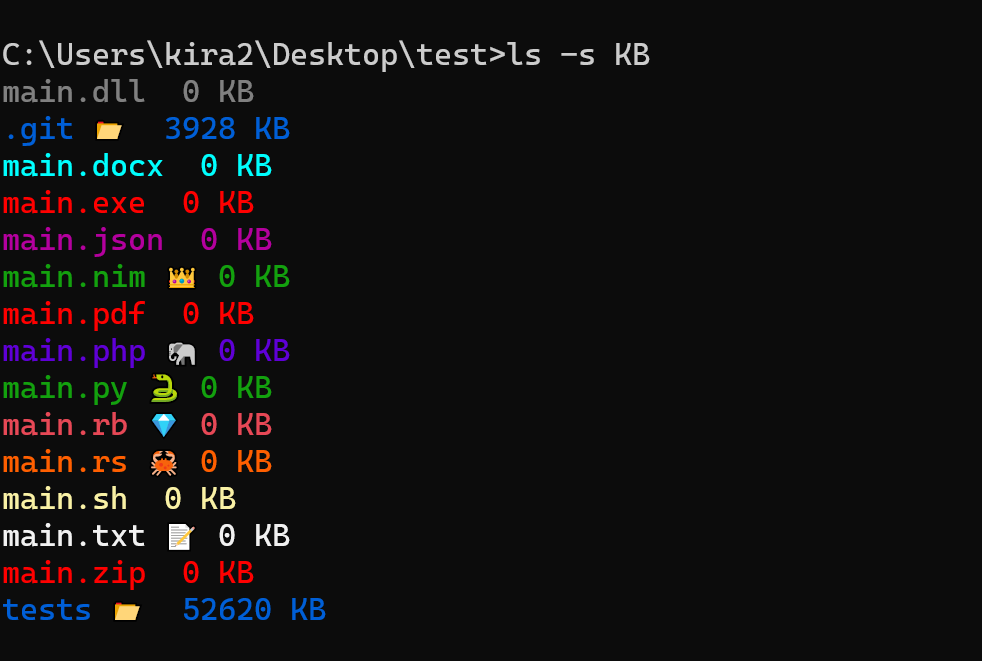 C:\Users\kira2\Desktop\test>ls -s KB
main.dll  0 KB
.git 📂  3928 KB
main.docx  0 KB
main.exe  0 KB
main.json  0 KB
main.nim 👑 0 KB
main.pdf  0 KB
main.php 🐘 0 KB
main.py 🐍 0 KB
main.rb 💎 0 KB
main.rs 🦀 0 KB
main.sh  0 KB
main.txt 📝 0 KB
main.zip  0 KB
tests 📂  52620 KB